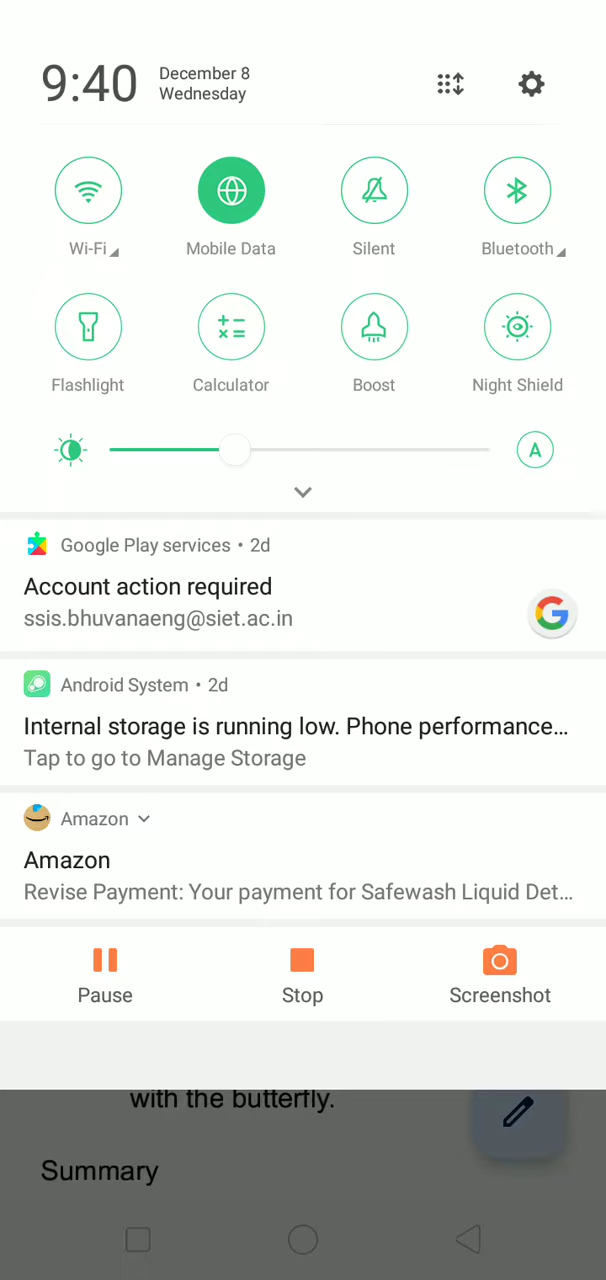 9:40
December 8
Wednesday
Wi-Fi
Mobile Data
Silent
Bluetooth
Flashlight
Calculator
Boost
Night Shield
A
Google Play services • 2d
Account action required
ssis.bhuvanaeng@siet.ac.in
Android System • 2d
Internal storage is running low. Phone performance...
Tap to go to Manage Storage
Amazon
Amazon
Revise Payment: Your payment for Safewash Liquid Det...
Pause
Stop
Screenshot
with the butterfly.
Summary